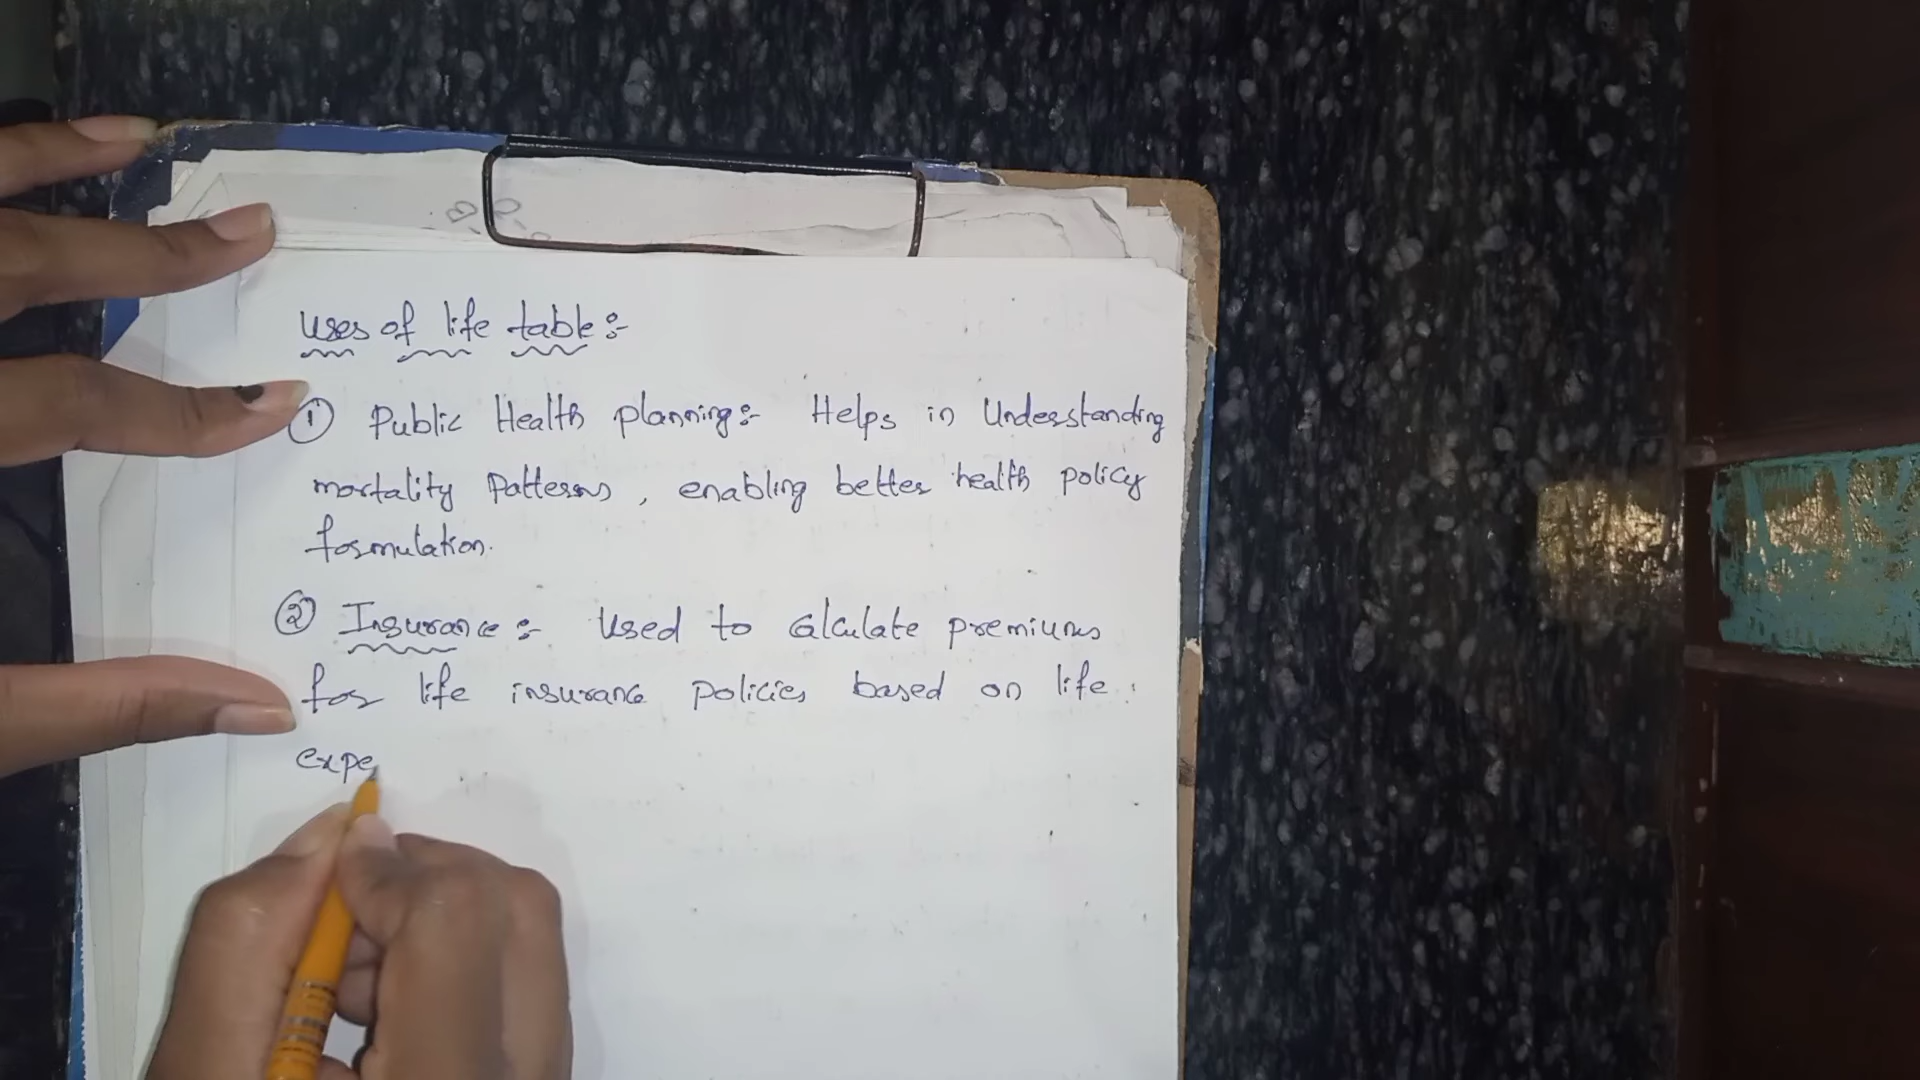 Uses of life table:-
① Public Health planning:- Helps in Understanding
mortality Patterns, enabling better health policy
formulation.
② Insurance:- Used to calculate premiums
for life insurance policies based on life
expe